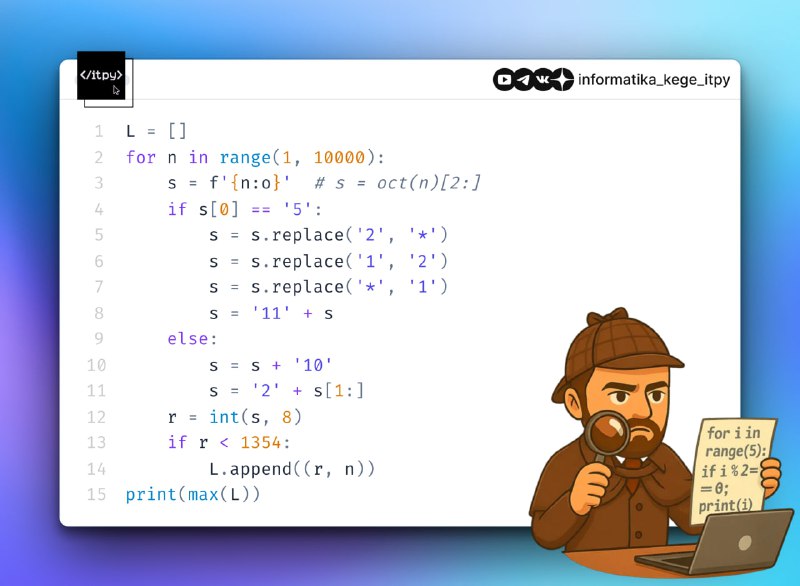 </itpy>
informatika_kege_itpy
1 L = []
2 for n in range(1, 10000):
3     s = f'{n:o}'  # s = oct(n)[2:]
4     if s[0] == '5':
5         s = s.replace('2', '*')
6         s = s.replace('1', '2')
7         s = s.replace('*', '1')
8         s = '11' + s
9     else:
10         s = s + '10'
11         s = '2' + s[1:]
12     r = int(s, 8)
13     if r < 1354:
14         L.append((r, n))
15 print(max(L))
for i in
range(5):
if i%2=
=0;
print(i)